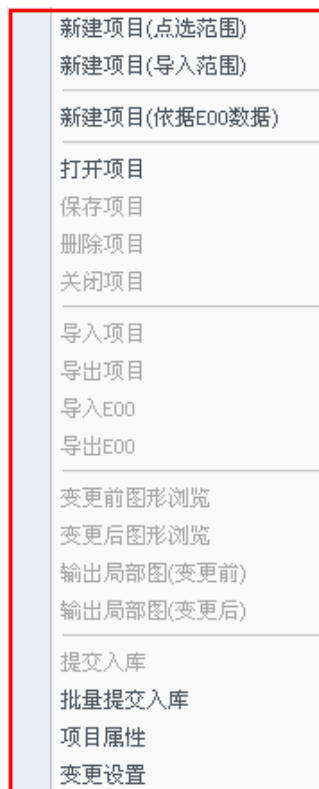 新建项目(点选范围)
新建项目(导入范围)
新建项目(依据E00数据)
打开项目
保存项目
删除项目
关闭项目
导入项目
导出项目
导入E00
导出E00
变更前图形浏览
变更后图形浏览
输出局部图(变更前)
输出局部图(变更后)
提交入库
批量提交入库
项目属性
变更设置